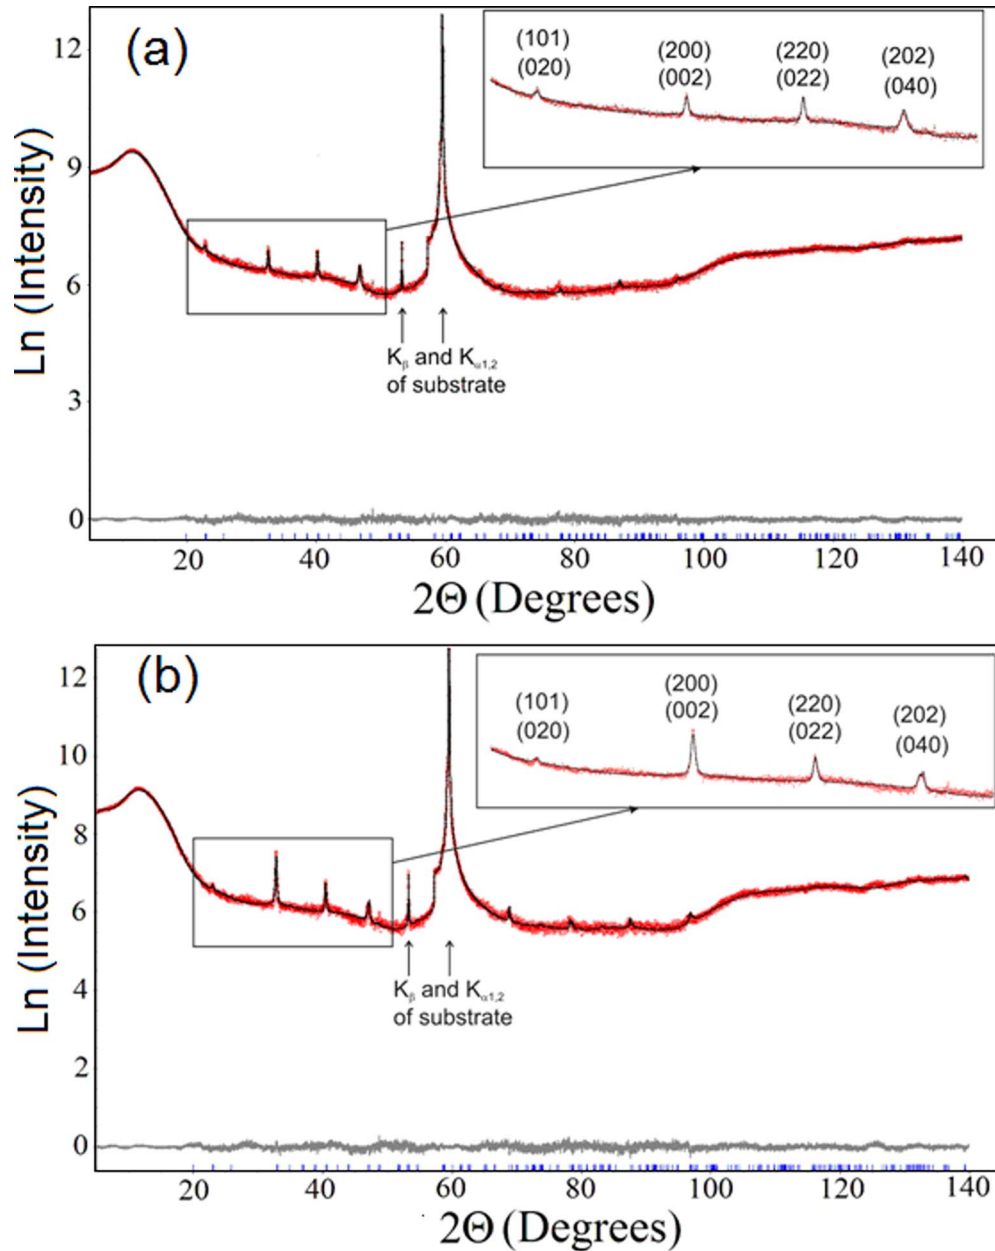 (a)
Ln (Intensity)
12
9
6
3
0
(101)
(020)
(200)
(002)
(220)
(022)
(202)
(040)
Kβ and Kα1,2
of substrate
20 40 60 80 100 120 140
2Θ (Degrees)
(b)
Ln (Intensity)
12
10
8
6
4
2
0
(101)
(020)
(200)
(002)
(220)
(022)
(202)
(040)
Kβ and Kα1,2
of substrate
20 40 60 80 100 120 140
2Θ (Degrees)